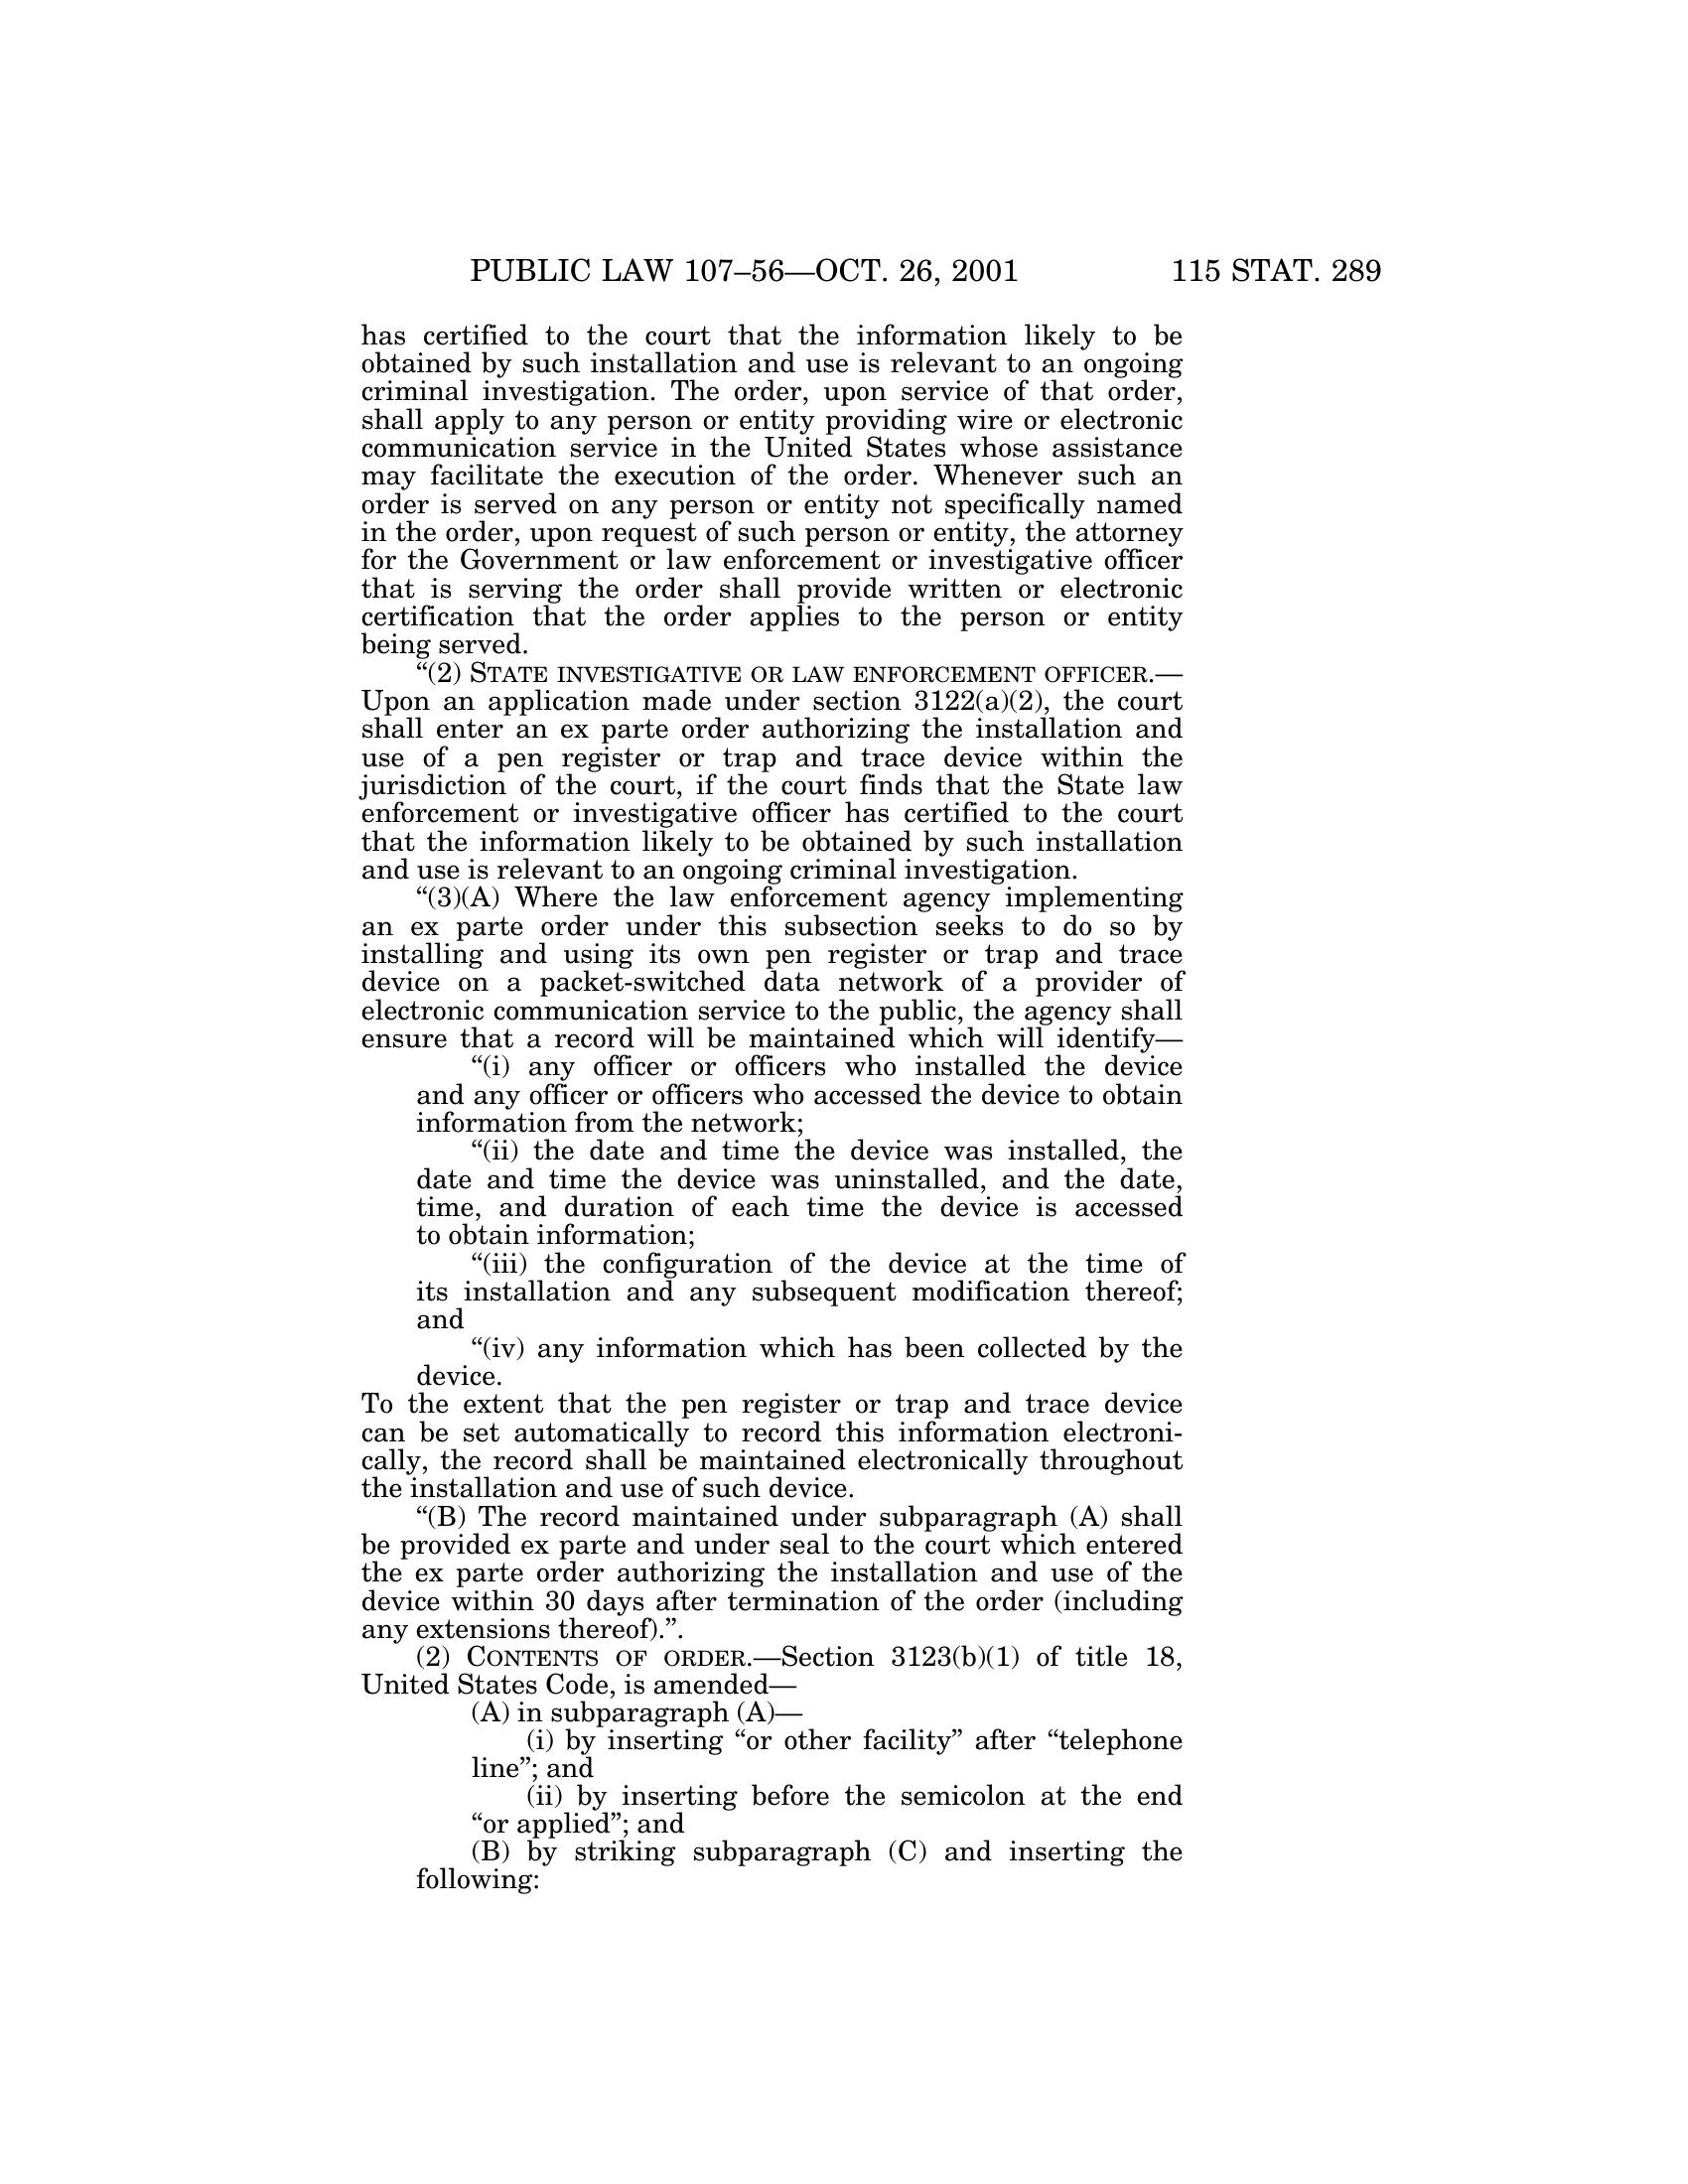 PUBLIC LAW 107–56—OCT. 26, 2001 115 STAT. 289
has certified to the court that the information likely to be
obtained by such installation and use is relevant to an ongoing
criminal investigation. The order, upon service of that order,
shall apply to any person or entity providing wire or electronic
communication service in the United States whose assistance
may facilitate the execution of the order. Whenever such an
order is served on any person or entity not specifically named
in the order, upon request of such person or entity, the attorney
for the Government or law enforcement or investigative officer
that is serving the order shall provide written or electronic
certification that the order applies to the person or entity
being served.
“(2) STATE INVESTIGATIVE OR LAW ENFORCEMENT OFFICER.—
Upon an application made under section 3122(a)(2), the court
shall enter an ex parte order authorizing the installation and
use of a pen register or trap and trace device within the
jurisdiction of the court, if the court finds that the State law
enforcement or investigative officer has certified to the court
that the information likely to be obtained by such installation
and use is relevant to an ongoing criminal investigation.
“(3)(A) Where the law enforcement agency implementing
an ex parte order under this subsection seeks to do so by
installing and using its own pen register or trap and trace
device on a packet-switched data network of a provider of
electronic communication service to the public, the agency shall
ensure that a record will be maintained which will identify—
“(i) any officer or officers who installed the device
and any officer or officers who accessed the device to obtain
information from the network;
“(ii) the date and time the device was installed, the
date and time the device was uninstalled, and the date,
time, and duration of each time the device is accessed
to obtain information;
“(iii) the configuration of the device at the time of
its installation and any subsequent modification thereof;
and
“(iv) any information which has been collected by the
device.
To the extent that the pen register or trap and trace device
can be set automatically to record this information electroni-
cally, the record shall be maintained electronically throughout
the installation and use of such device.
“(B) The record maintained under subparagraph (A) shall
be provided ex parte and under seal to the court which entered
the ex parte order authorizing the installation and use of the
device within 30 days after termination of the order (including
any extensions thereof).”.
(2) CONTENTS OF ORDER.—Section 3123(b)(1) of title 18,
United States Code, is amended—
(A) in subparagraph (A)—
(i) by inserting “or other facility” after “telephone
line”; and
(ii) by inserting before the semicolon at the end
“or applied”; and
(B) by striking subparagraph (C) and inserting the
following: